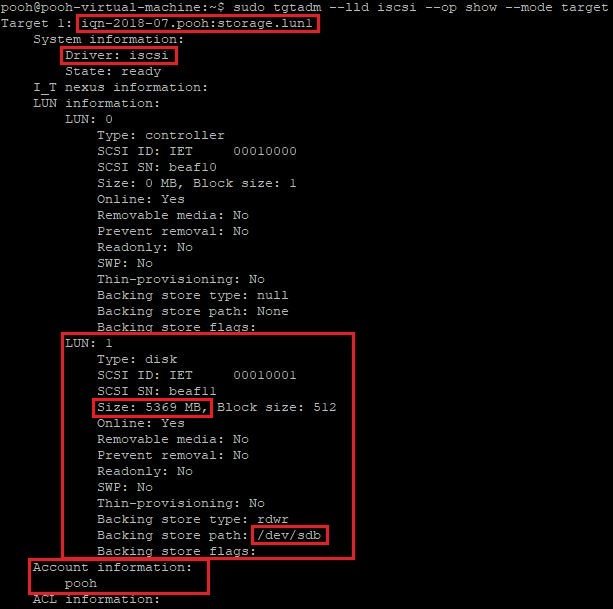 pooh@pooh-virtual-machine:~$ sudo tgtadm --lld iscsi --op show --mode target
Target 1: iqn-2018-07.pooh:storage.lun1
System information:
Driver: iscsi
State: ready
I_T nexus information:
LUN information:
LUN: 0
Type: controller
SCSI ID: IET     00010000
SCSI SN: beaf10
Size: 0 MB, Block size: 1
Online: Yes
Removable media: No
Prevent removal: No
Readonly: No
SWP: No
Thin-provisioning: No
Backing store type: null
Backing store path: None
Backing store flags:
LUN: 1
Type: disk
SCSI ID: IET     00010001
SCSI SN: beaf11
Size: 5369 MB, Block size: 512
Online: Yes
Removable media: No
Prevent removal: No
Readonly: No
SWP: No
Thin-provisioning: No
Backing store type: rdwr
Backing store path: /dev/sdb
Backing store flags:
Account information:
pooh
ACL information: